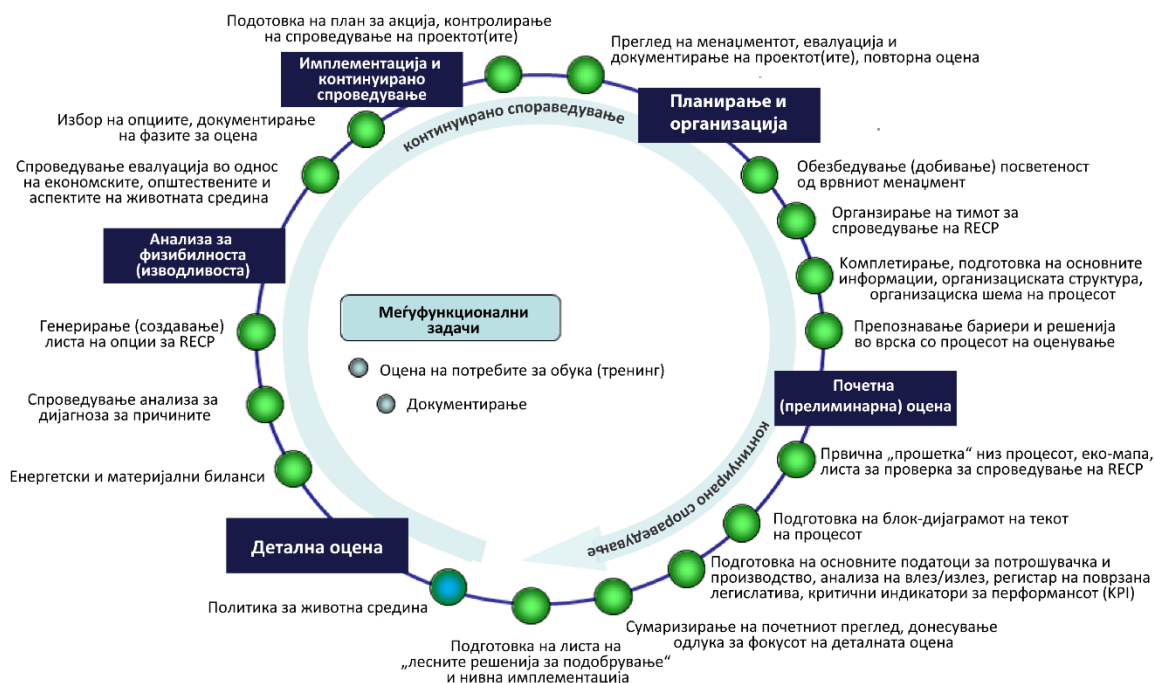 Подготовка на план за акција, контролирање
на спроведување на проектот(ите)
Преглед на менаџментот, евалуација и
документирање на проектот(ите), повторна оцена
Имплементација и
континуирано
спроведување
континуирано спораведување
Планирање и
организација
Избор на опциите, документирање
на фазите за оцена
Спроведување евалуација во однос
на економските, општествените и
аспектите на животната средина
Обезбедување (добивање) посветеност
од врвниот менаџмент
Органзирање на тимот за
спроведување на RECP
Анализа за
физибилноста
(изводливоста)
Комплетирање, подготовка на основните
информации, организациската структура,
организациска шема на процесот
Меѓуфункционални
задачи
Генерирање (создавање)
листа на опции за RECP
Препознавање бариери и решенија
во врска со процесот на оценување
Оцена на потребите за обука (тренинг)
Документирање
Почетна
(прелиминарна) оцена
Спроведување анализа за
дијагноза за причините
континуирано спораведување
Првична „прошетка“ низ процесот, еко-мапа,
листа за проверка за спроведување на RECP
Енергетски и материјални биланси
Подготовка на блок-дијаграмот на текот
на процесот
Детална оцена
Подготовка на основните податоци за потрошувачка и
производство, анализа на влез/излез, регистар на поврзана
легислатива, критични индикатори за перформансот (KPI)
Политика за животна средина
Сумаризирање на почетниот преглед, донесување
одлука за фокусот на деталната оцена
Подготовка на листа на
„лесните решенија за подобрување“
и нивна имплементација